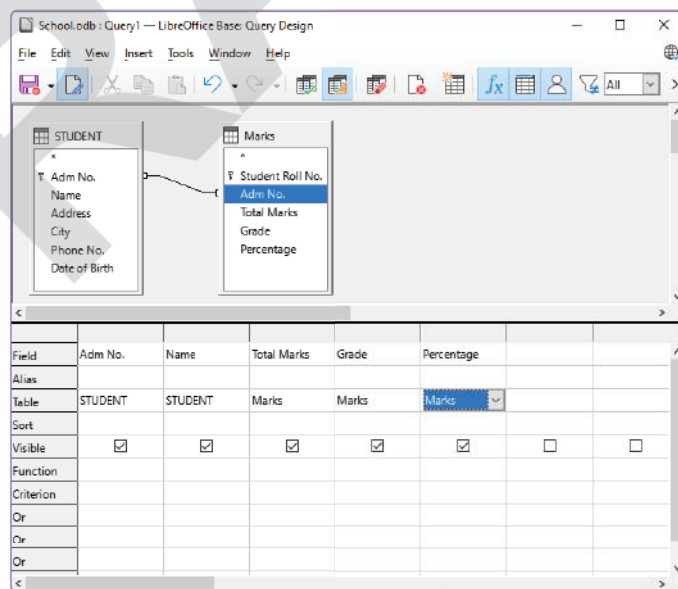 School.odb : Query1 — LibreOffice Base: Query Design
File Edit View Insert Tools Window Help
All
STUDENT
*
Adm No.
Name
Address
City
Phone No.
Date of Birth
Marks
*
Student Roll No.
Adm No.
Total Marks
Grade
Percentage
Field Adm No. Name Total Marks Grade Percentage
Alias
Table STUDENT STUDENT Marks Marks Marks
Sort
Visible
Function
Criterion
Or
Or
Or